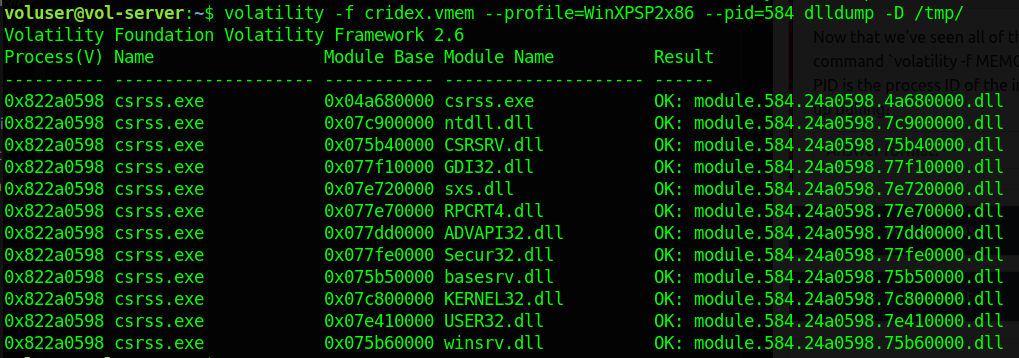 voluser@vol-server:~$ volatility -f cridex.vmem --profile=WinXPSP2x86 --pid=584 dlldump -D /tmp/
Volatility Foundation Volatility Framework 2.6
Process(V) Name                 Module Base Module Name          Result
---------- -------------------- ----------- -------------------- ------
0x822a0598 csrss.exe            0x04a680000 csrss.exe            OK: module.584.24a0598.4a680000.dll
0x822a0598 csrss.exe            0x07c900000 ntdll.dll            OK: module.584.24a0598.7c900000.dll
0x822a0598 csrss.exe            0x075b40000 CSRSRV.dll           OK: module.584.24a0598.75b40000.dll
0x822a0598 csrss.exe            0x077f10000 GDI32.dll            OK: module.584.24a0598.77f10000.dll
0x822a0598 csrss.exe            0x07e720000 sxs.dll              OK: module.584.24a0598.7e720000.dll
0x822a0598 csrss.exe            0x077e70000 RPCRT4.dll           OK: module.584.24a0598.77e70000.dll
0x822a0598 csrss.exe            0x077dd0000 ADVAPI32.dll         OK: module.584.24a0598.77dd0000.dll
0x822a0598 csrss.exe            0x077fe0000 Secur32.dll          OK: module.584.24a0598.77fe0000.dll
0x822a0598 csrss.exe            0x075b50000 basesrv.dll          OK: module.584.24a0598.75b50000.dll
0x822a0598 csrss.exe            0x07c800000 KERNEL32.dll         OK: module.584.24a0598.7c800000.dll
0x822a0598 csrss.exe            0x07e410000 USER32.dll           OK: module.584.24a0598.7e410000.dll
0x822a0598 csrss.exe            0x075b60000 winsrv.dll           OK: module.584.24a0598.75b60000.dll
Now that we've seen all of
command `volatility -f MEMO
PID is the process ID of the